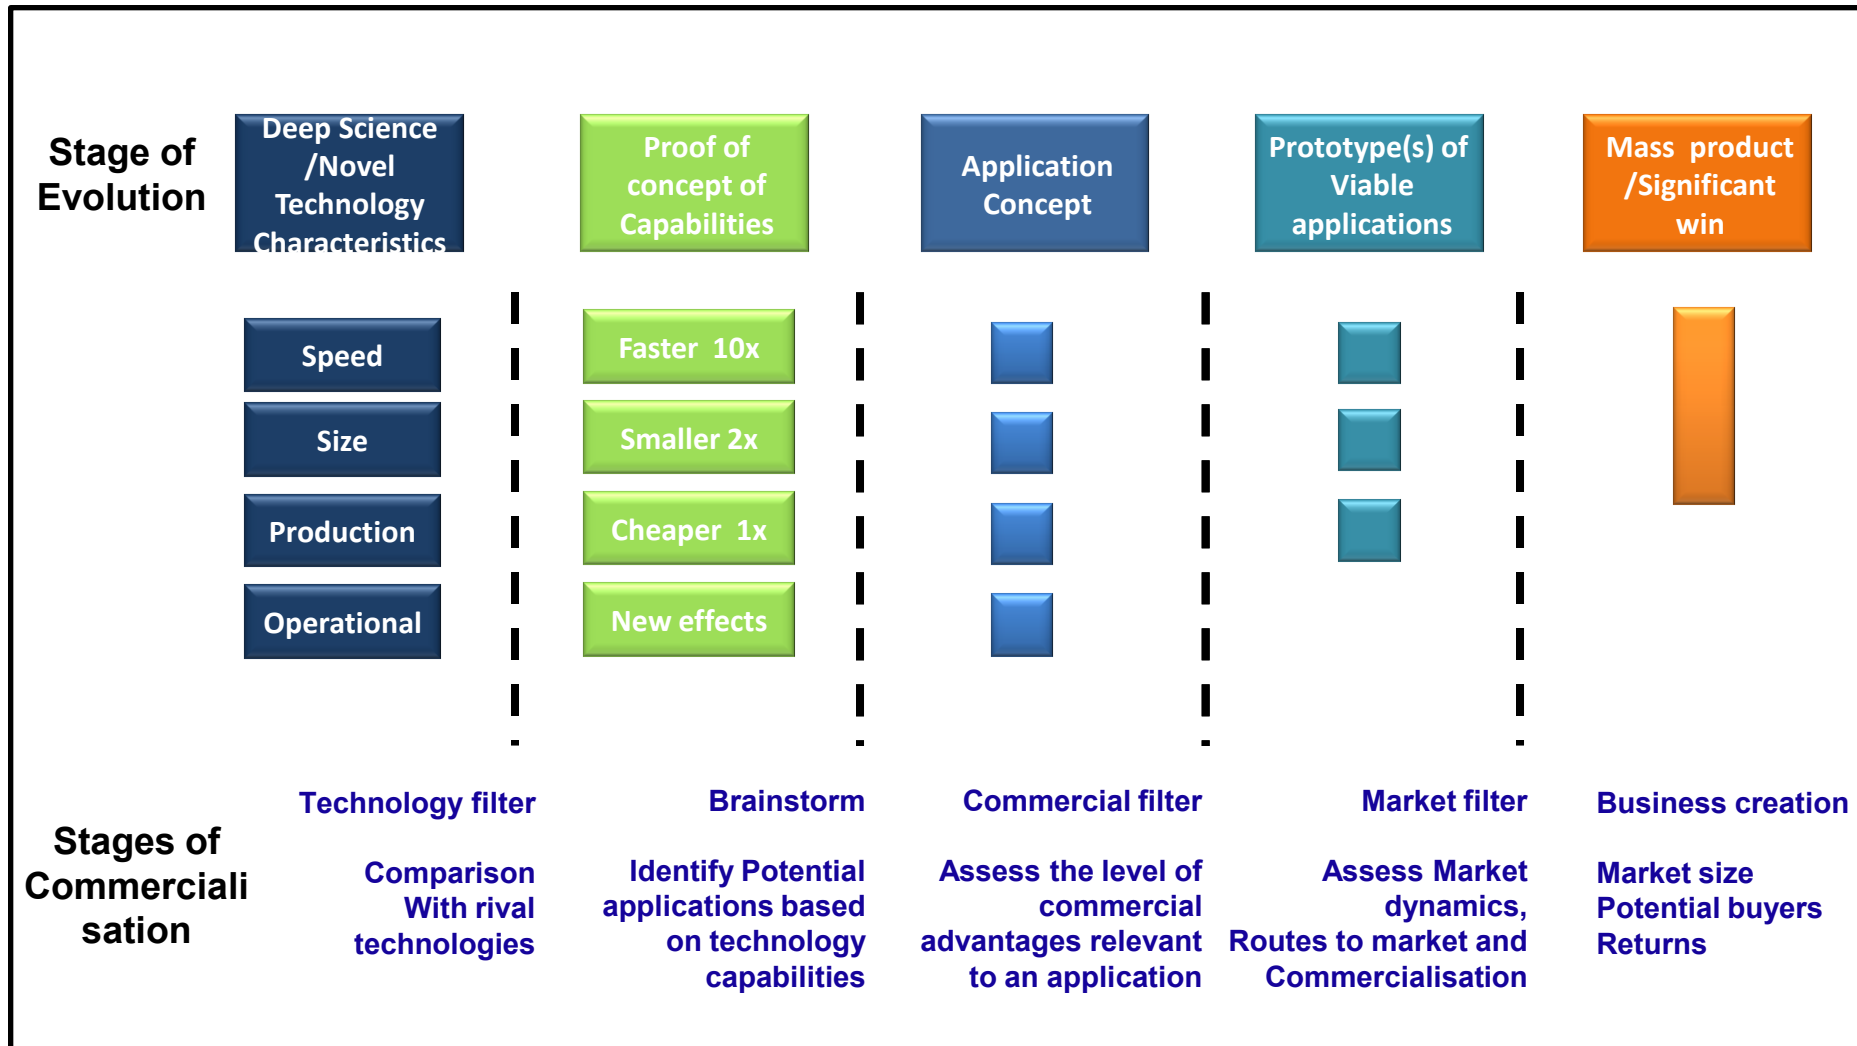 Stage of
Evolution
Deep Science
/Novel
Technology
Characteristics
Proof of
concept of
Capabilities
Application
Concept
Prototype(s) of
Viable
applications
Mass product
/Significant
win
Speed
Faster 10x
Size
Smaller 2x
Production
Cheaper 1x
Operational
New effects
Stages of
Commerciali
sation
Technology filter
Comparison
With rival
technologies
Brainstorm
Identify Potential
applications based
on technology
capabilities
Commercial filter
Assess the level of
commercial
advantages relevant
to an application
Market filter
Assess Market
dynamics,
Routes to market and
Commercialisation
Business creation
Market size
Potential buyers
Returns